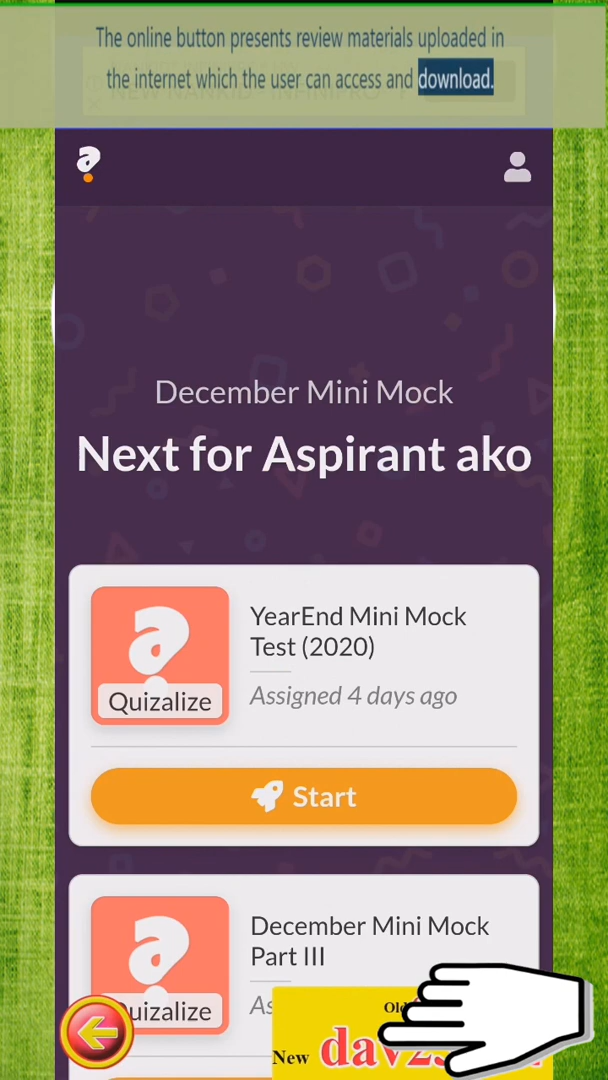 The online button presents review materials uploaded in
the internet which the user can access and download.
December Mini Mock
Next for Aspirant ako
YearEnd Mini Mock
Test (2020)
Quizalize
Assigned 4 days ago
Start
December Mini Mock
Part III
Quizalize
Old
New